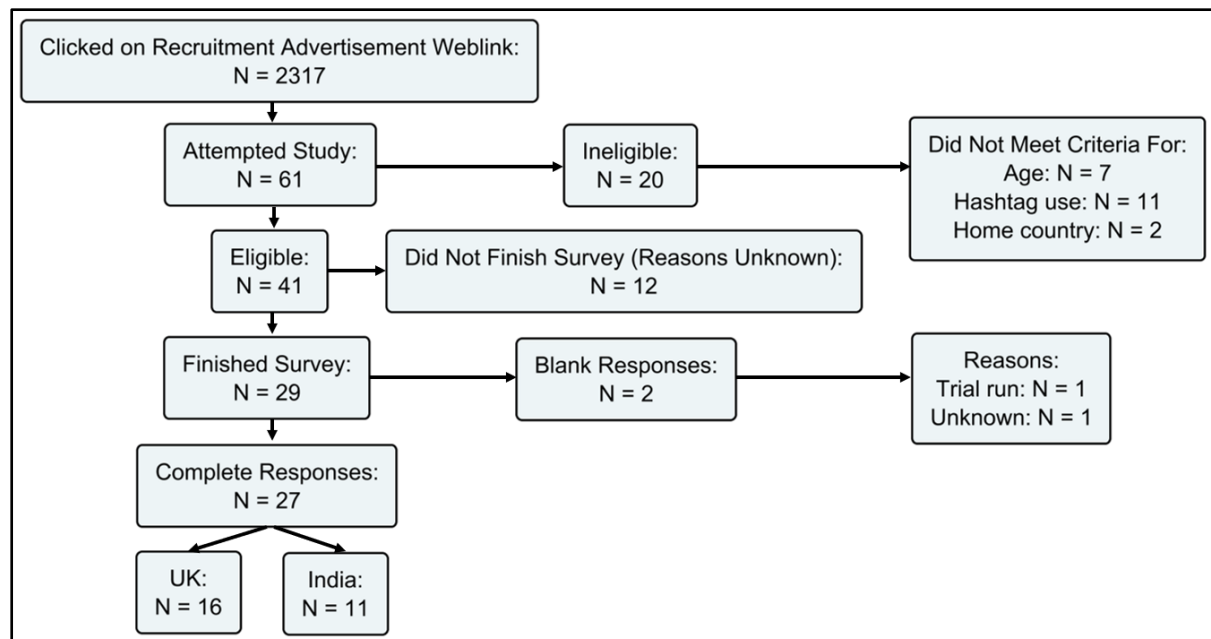 Clicked on Recruitment Advertisement Weblink:
N = 2317
Attempted Study:
N = 61
Ineligible:
N = 20
Did Not Meet Criteria For:
Age: N = 7
Hashtag use: N = 11
Home country: N = 2
Eligible:
N = 41
Did Not Finish Survey (Reasons Unknown):
N = 12
Finished Survey:
N = 29
Blank Responses:
N = 2
Reasons:
Trial run: N = 1
Unknown: N = 1
Complete Responses:
N = 27
UK:
N = 16
India:
N = 11